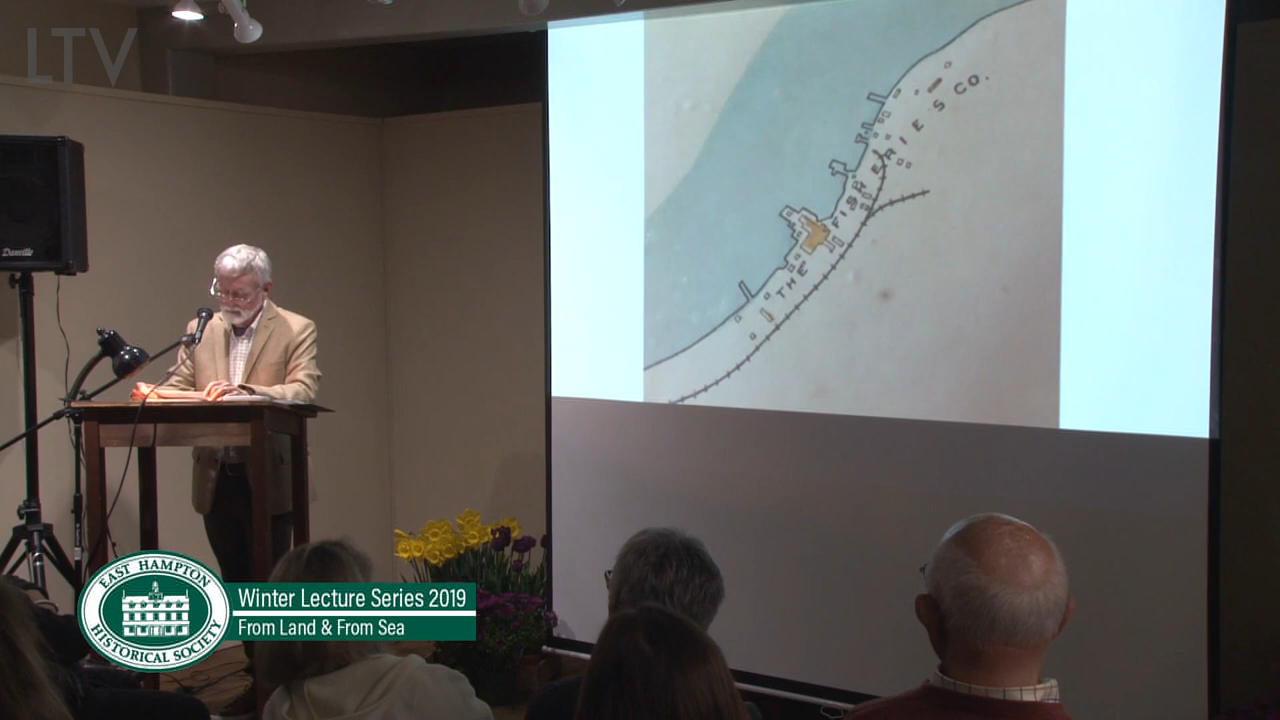 LTV
THE FISHERIES CO.
Danville
EAST HAMPTON
HISTORICAL SOCIETY
Winter Lecture Series 2019
From Land & From Sea